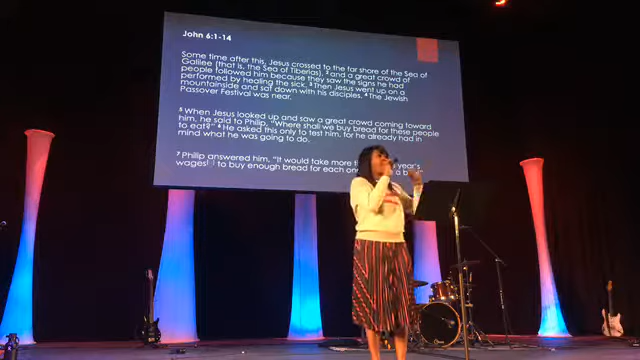 John 6:1-14
Some time after this, Jesus crossed to the far shore of the Sea of
Galilee (that is, the Sea of Tiberias), 2 and a great crowd of
people followed him because they saw the signs he had
performed by healing the sick. 3 Then Jesus went up on a
mountainside and sat down with his disciples. 4 The Jewish
Passover Festival was near.
5 When Jesus looked up and saw a great crowd coming toward
him, he said to Philip, "Where shall we buy bread for these people
to eat?" 6 He asked this only to test him, for he already had in
mind what he was going to do.
7 Philip answered him, "It would take more year's
wages to buy enough bread for each